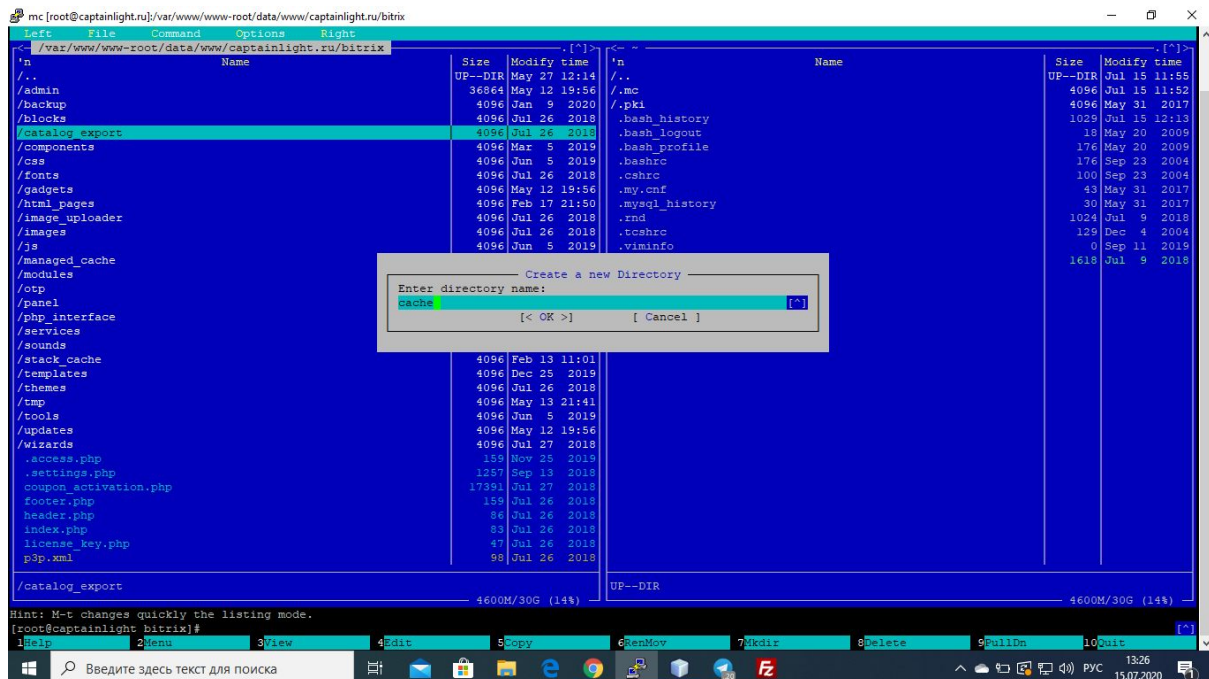 mc [root@captainlight.ru]:/var/www/www-root/data/www/captainlight.ru/bitrix
Left File Command Options Right
<- /var/www/www-root/data/www/captainlight.ru/bitrix .[^]>
'n Name Size Modify time
/.. UP--DIR May 27 12:14
/admin 36864 May 12 19:56
/backup 4096 Jan 9 2020
/blocks 4096 Jul 26 2018
/catalog_export 4096 Jul 26 2018
/components 4096 Mar 5 2019
/css 4096 Jun 5 2019
/fonts 4096 Jul 26 2018
/gadgets 4096 May 12 19:56
/html_pages 4096 Feb 17 21:50
/image_uploader 4096 Jul 26 2018
/images 4096 Jul 26 2018
/js 4096 Jun 5 2019
/managed_cache
/modules
/otp
/panel
/php_interface
/services
/sounds
/stack_cache 4096 Feb 13 11:01
/templates 4096 Dec 25 2019
/themes 4096 Jul 26 2018
/tmp 4096 May 13 21:41
/tools 4096 Jun 5 2019
/updates 4096 May 12 19:56
/wizards 4096 Jul 27 2018
.access.php 159 Nov 25 2019
.settings.php 1257 Sep 13 2018
coupon_activation.php 17391 Jul 27 2018
footer.php 159 Jul 26 2018
header.php 86 Jul 26 2018
index.php 83 Jul 26 2018
license_key.php 47 Jul 26 2018
p3p.xml 98 Jul 26 2018
/catalog_export
4600M/30G (14%)
<- ~ .[^]>
'n Name Size Modify time
/.. UP--DIR Jul 15 11:55
/.mc 4096 Jul 15 11:52
/.pki 4096 May 31 2017
.bash_history 1029 Jul 15 12:13
.bash_logout 18 May 20 2009
.bash_profile 176 May 20 2009
.bashrc 176 Sep 23 2004
.cshrc 100 Sep 23 2004
.my.cnf 43 May 31 2017
.mysql_history 30 May 31 2017
.rnd 1024 Jul 9 2018
.tcshrc 129 Dec 4 2004
.viminfo 0 Sep 11 2019
1618 Jul 9 2018
UP--DIR
4600M/30G (14%)
Create a new Directory
Enter directory name:
cache [^]
[< OK >] [ Cancel ]
Hint: M-t changes quickly the listing mode.
[root@captainlight bitrix]# [^]
1Help 2Menu 3View 4Edit 5Copy 6RenMov 7Mkdir 8Delete 9PullDn 10Quit
Введите здесь текст для поиска
РУС
13:26
15.07.2020